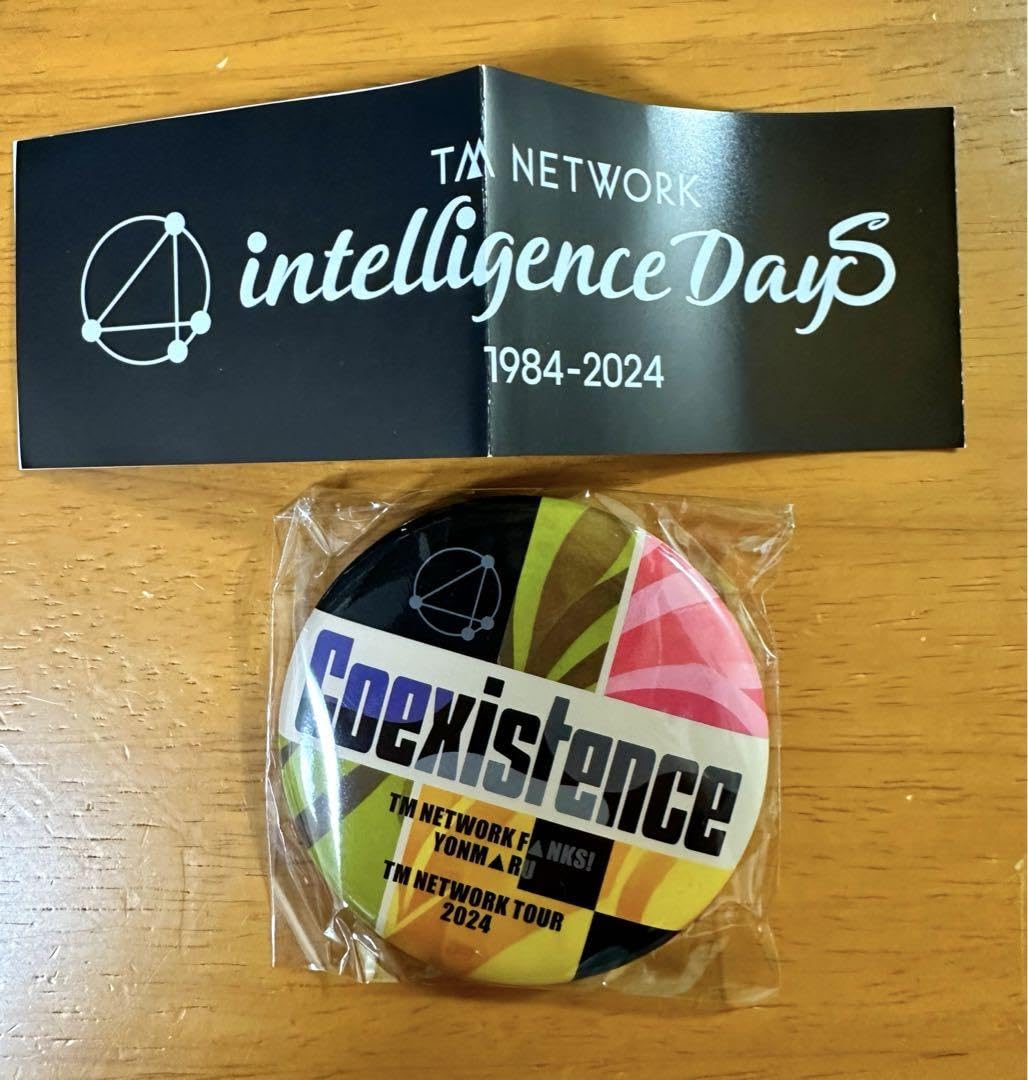 TM NETWORK
intelligence Days
1984-2024
Coexistence
TM NETWORK F▲NKS!
YONM▲RU
TM NETWORK TOUR
2024